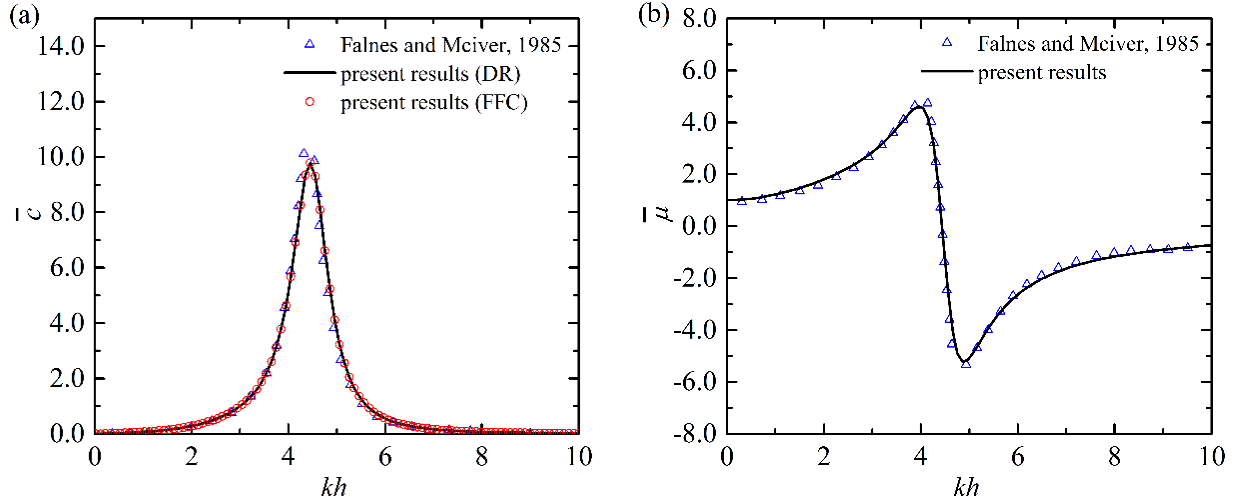 (a)
14.0
12.0
10.0
8.0
6.0
4.0
2.0
0.0
c̅
Falnes and Mciver, 1985
present results (DR)
present results (FFC)
0 2 4 6 8 10
kh
(b)
8.0
6.0
4.0
2.0
0.0
-2.0
-4.0
-6.0
-8.0
μ̅
Falnes and Mciver, 1985
present results
0 2 4 6 8 10
kh